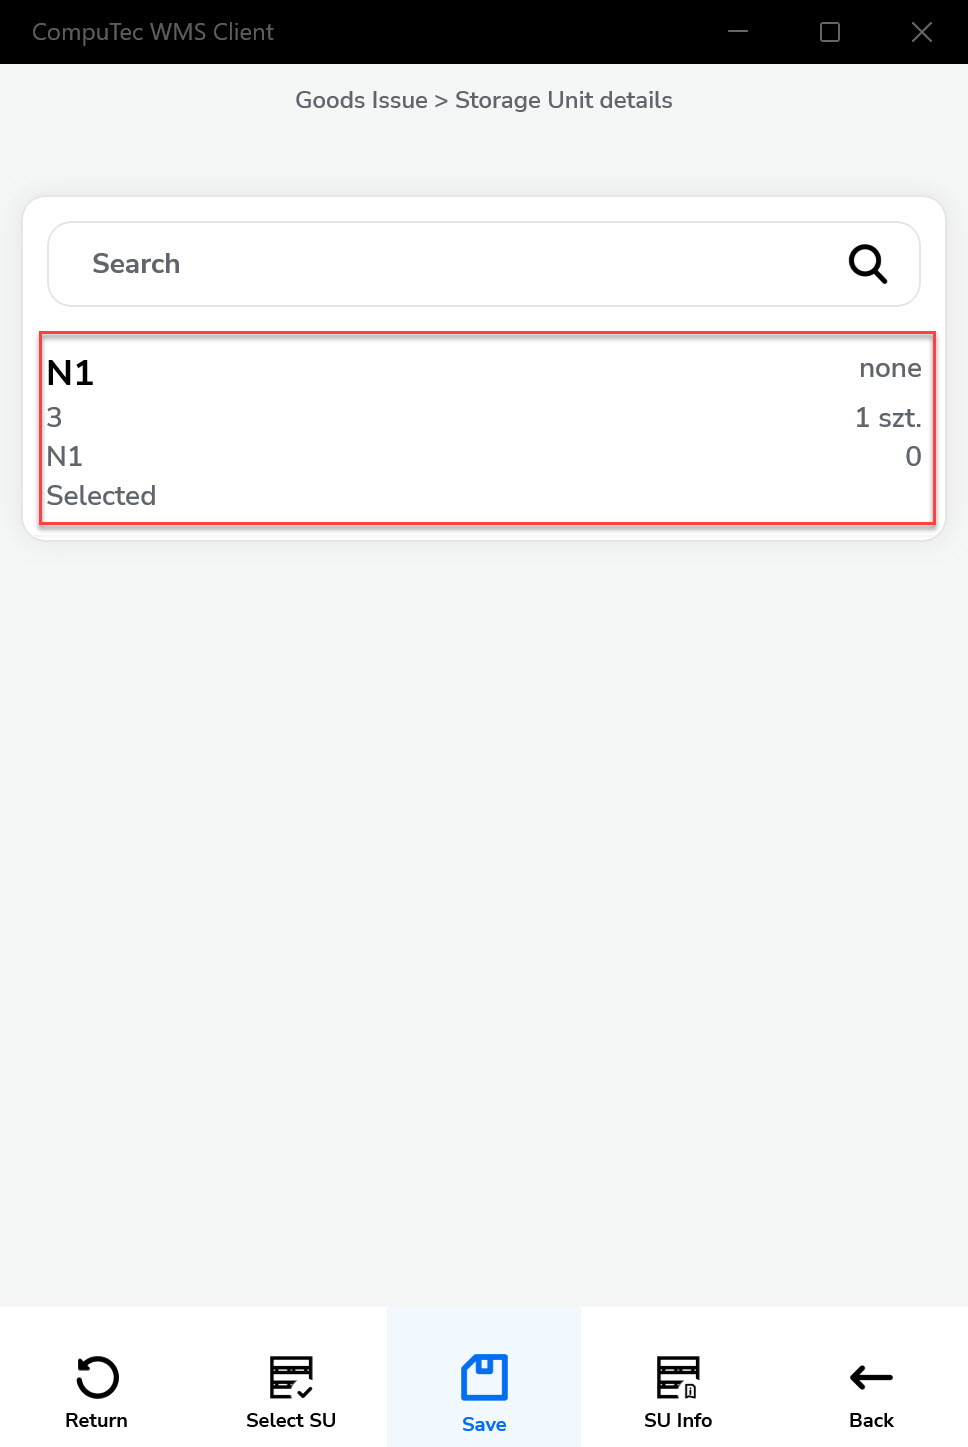 CompuTec WMS Client
Goods Issue > Storage Unit details
Search
N1 none
3 1 szt.
N1 0
Selected
Return Select SU Save SU Info Back